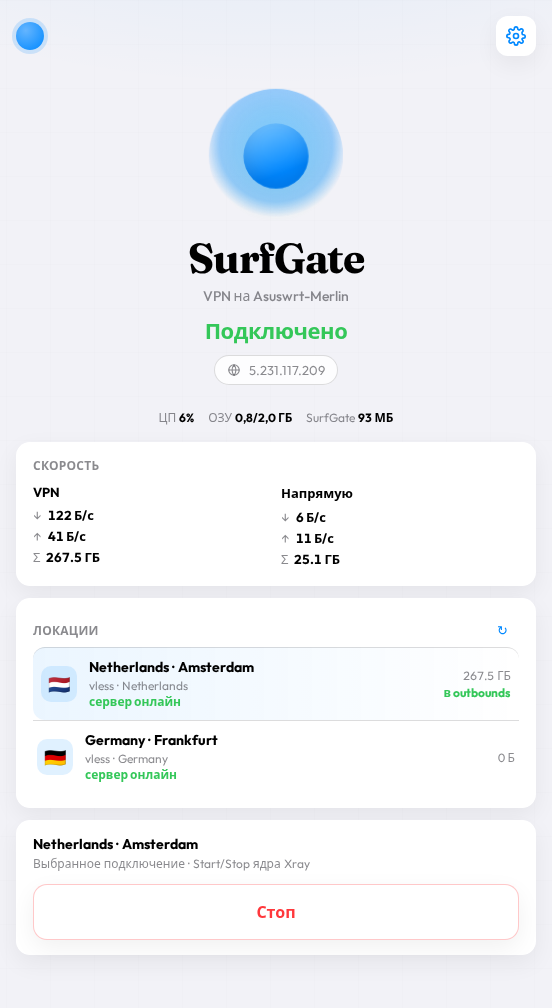 SurfGate
VPN на Asuswrt-Merlin
Подключено
5.231.117.209
ЦП 6% ОЗУ 0,8/2,0 ГБ SurfGate 93 МБ
СКОРОСТЬ
VPN
↓ 122 Б/с
↑ 41 Б/с
Σ 267.5 ГБ
Напрямую
↓ 6 Б/с
↑ 11 Б/с
Σ 25.1 ГБ
ЛОКАЦИИ ↻
Netherlands · Amsterdam
vless · Netherlands
сервер онлайн
267.5 ГБ
в outbounds
Germany · Frankfurt
vless · Germany
сервер онлайн
0 Б
Netherlands · Amsterdam
Выбранное подключение · Start/Stop ядра Xray
Стоп